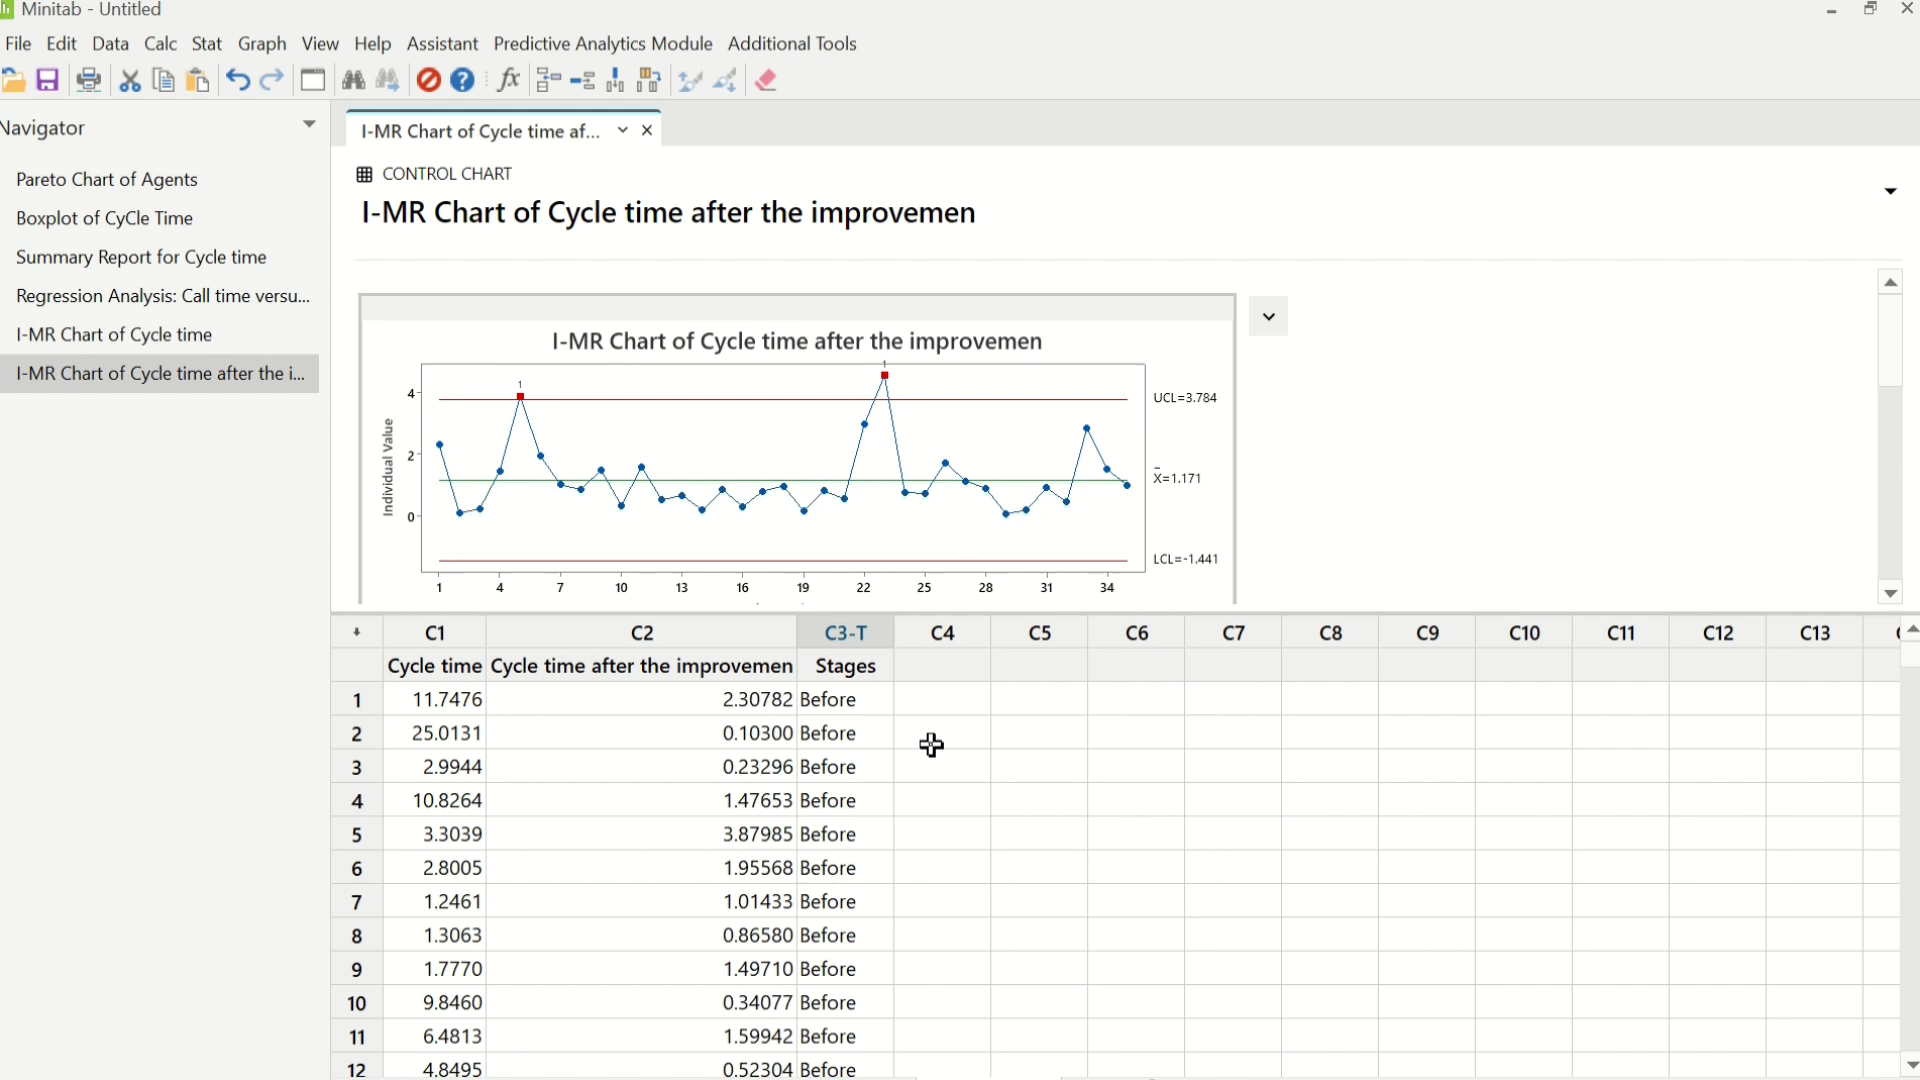 Minitab - Untitled
File Edit Data Calc Stat Graph View Help Assistant Predictive Analytics Module Additional Tools
Navigator
Pareto Chart of Agents
Boxplot of CyCle Time
Summary Report for Cycle time
Regression Analysis: Call time versu...
I-MR Chart of Cycle time
I-MR Chart of Cycle time after the i...
I-MR Chart of Cycle time af...
CONTROL CHART
I-MR Chart of Cycle time after the improvemen
I-MR Chart of Cycle time after the improvemen
Individual Value
4
2
0
1
1
UCL=3.784
X̄=1.171
LCL=-1.441
1 4 7 10 13 16 19 22 25 28 31 34
C1 C2 C3-T C4 C5 C6 C7 C8 C9 C10 C11 C12 C13
Cycle time Cycle time after the improvemen Stages
1 11.7476 2.30782 Before
2 25.0131 0.10300 Before
3 2.9944 0.23296 Before
4 10.8264 1.47653 Before
5 3.3039 3.87985 Before
6 2.8005 1.95568 Before
7 1.2461 1.01433 Before
8 1.3063 0.86580 Before
9 1.7770 1.49710 Before
10 9.8460 0.34077 Before
11 6.4813 1.59942 Before
12 4.8495 0.52304 Before